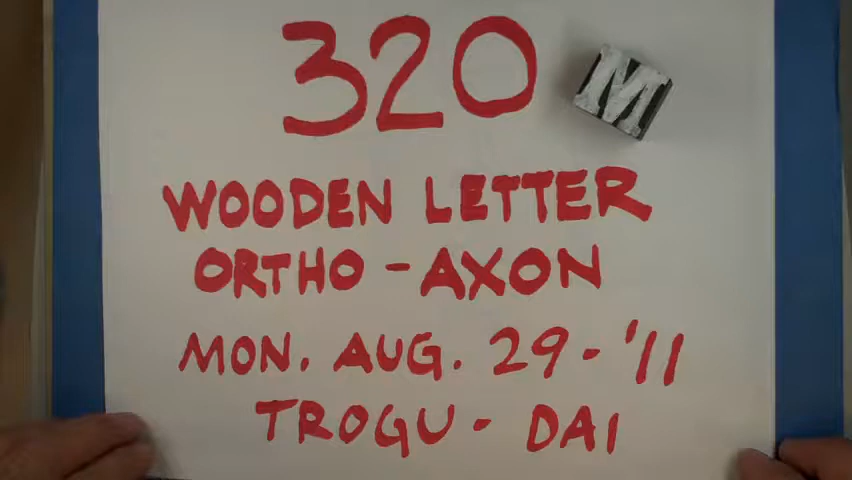 320
M
WOODEN LETTER
ORTHO - AXON
MON. AUG. 29 - '11
TROGU - DAI